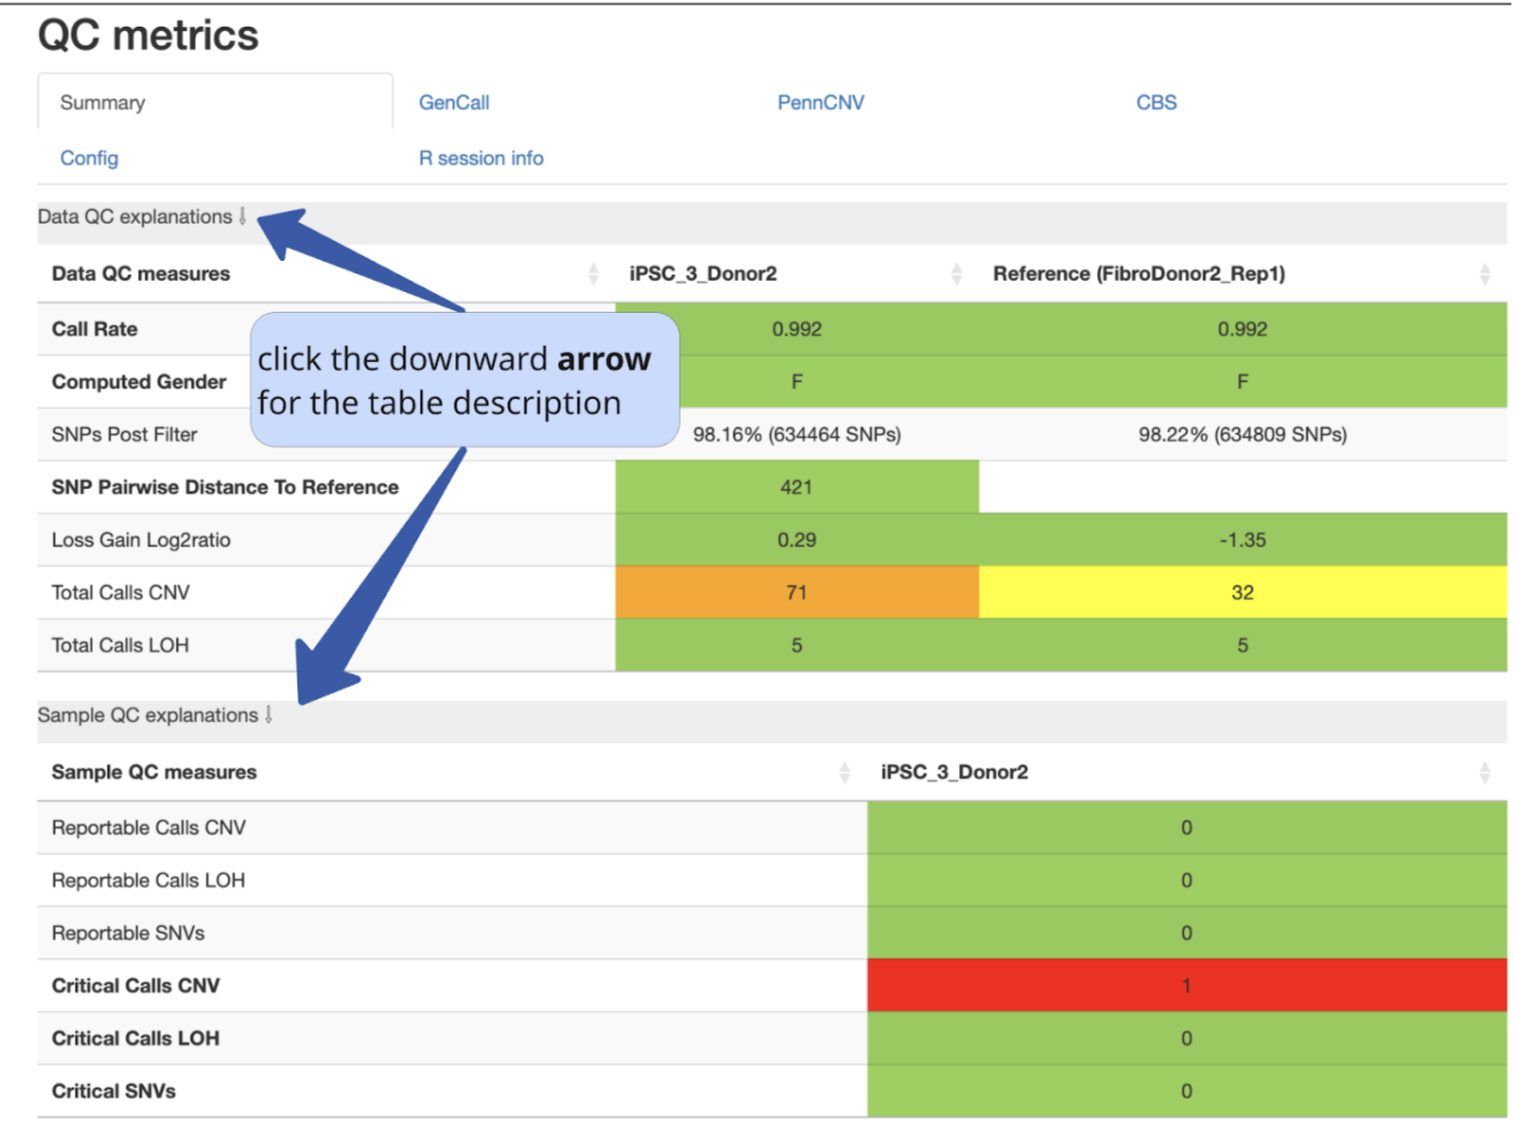 QC metrics
Summary GenCall PennCNV CBS
Config R session info
Data QC explanations ⇩
Data QC measures iPSC_3_Donor2 Reference (FibroDonor2_Rep1)
Call Rate 0.992 0.992
click the downward arrow
for the table description
Computed Gender F F
SNPs Post Filter 98.16% (634464 SNPs) 98.22% (634809 SNPs)
SNP Pairwise Distance To Reference 421
Loss Gain Log2ratio 0.29 -1.35
Total Calls CNV 71 32
Total Calls LOH 5 5
Sample QC explanations ⇩
Sample QC measures iPSC_3_Donor2
Reportable Calls CNV 0
Reportable Calls LOH 0
Reportable SNVs 0
Critical Calls CNV 1
Critical Calls LOH 0
Critical SNVs 0